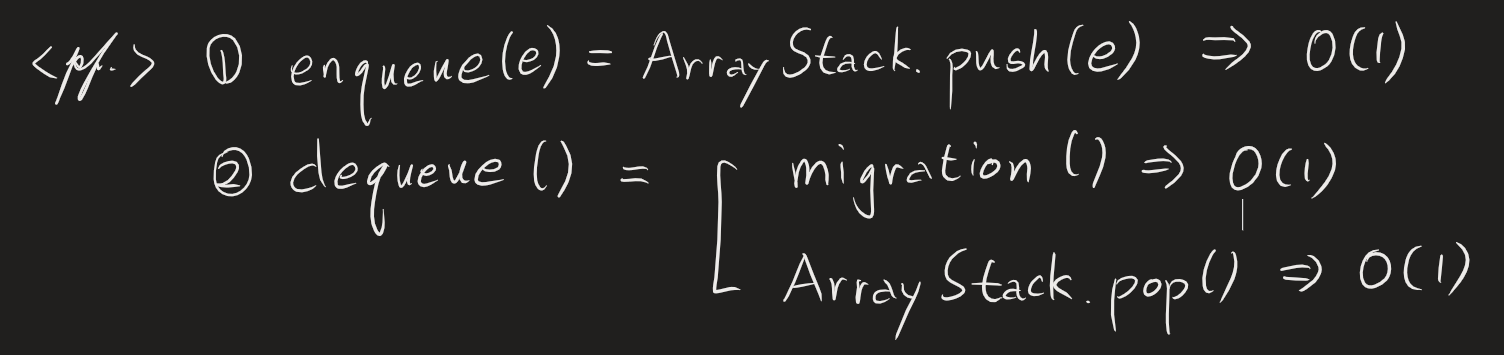 <pf.> ① enqueue(e) = ArrayStack.push(e) ⇒ O(1)
② dequeue() = [ migration() ⇒ O(1)
ArrayStack.pop() ⇒ O(1)